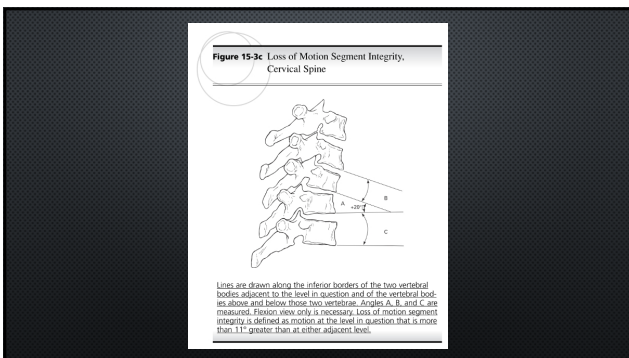 Figure 15-3c Loss of Motion Segment Integrity,
Cervical Spine
B
A +20°
C
Lines are drawn along the inferior borders of the two vertebral
bodies adjacent to the level in question and of the vertebral bod-
ies above and below those two vertebrae. Angles A, B, and C are
measured. Flexion view only is necessary. Loss of motion segment
integrity is defined as motion at the level in question that is more
than 11° greater than at either adjacent level.